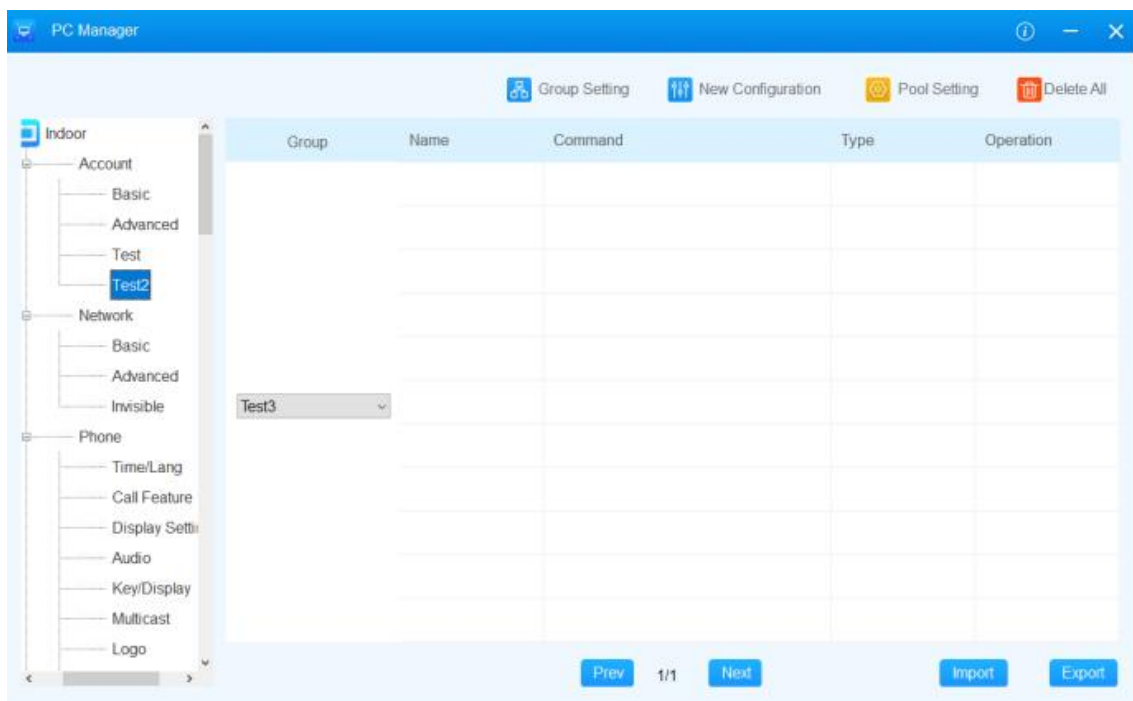 PC Manager
Group Setting New Configuration Pool Setting Delete All
Indoor
Account
Basic
Advanced
Test
Test2
Network
Basic
Advanced
Invisible
Phone
Time/Lang
Call Feature
Display Setti
Audio
Key/Display
Multicast
Logo
Group Name Command Type Operation
Test3
Prev 1/1 Next Import Export